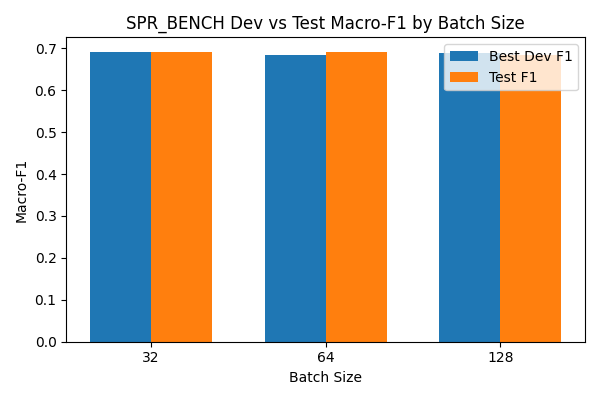 SPR_BENCH Dev vs Test Macro-F1 by Batch Size
Best Dev F1
Test F1
Macro-F1
0.7
0.6
0.5
0.4
0.3
0.2
0.1
0.0
32
64
128
Batch Size